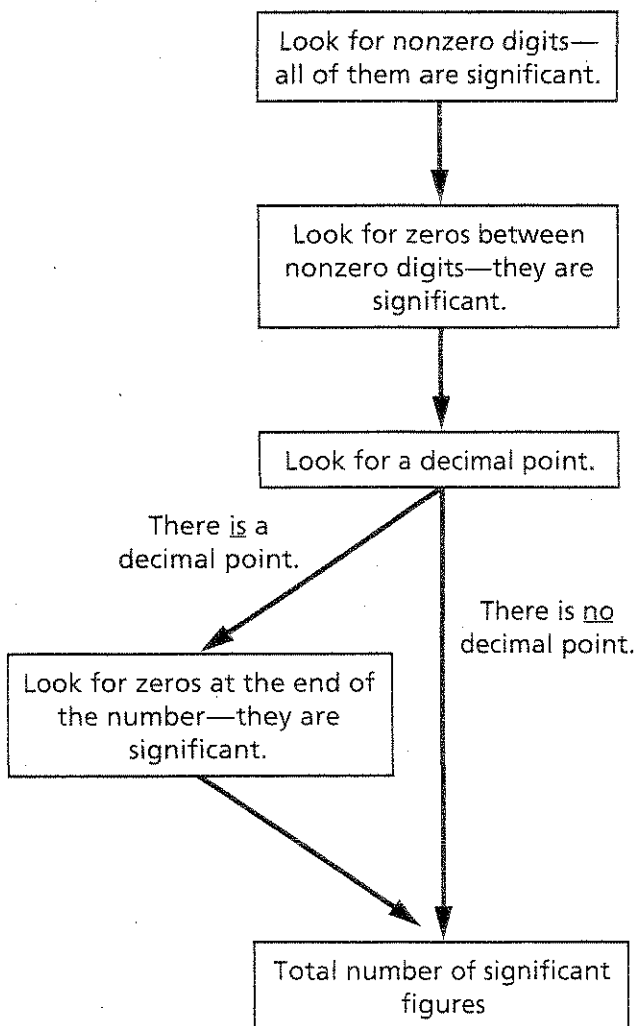 Look for nonzero digits—
all of them are significant.
Look for zeros between
nonzero digits—they are
significant.
Look for a decimal point.
There is a
decimal point.
There is no
decimal point.
Look for zeros at the end of
the number—they are
significant.
Total number of significant
figures